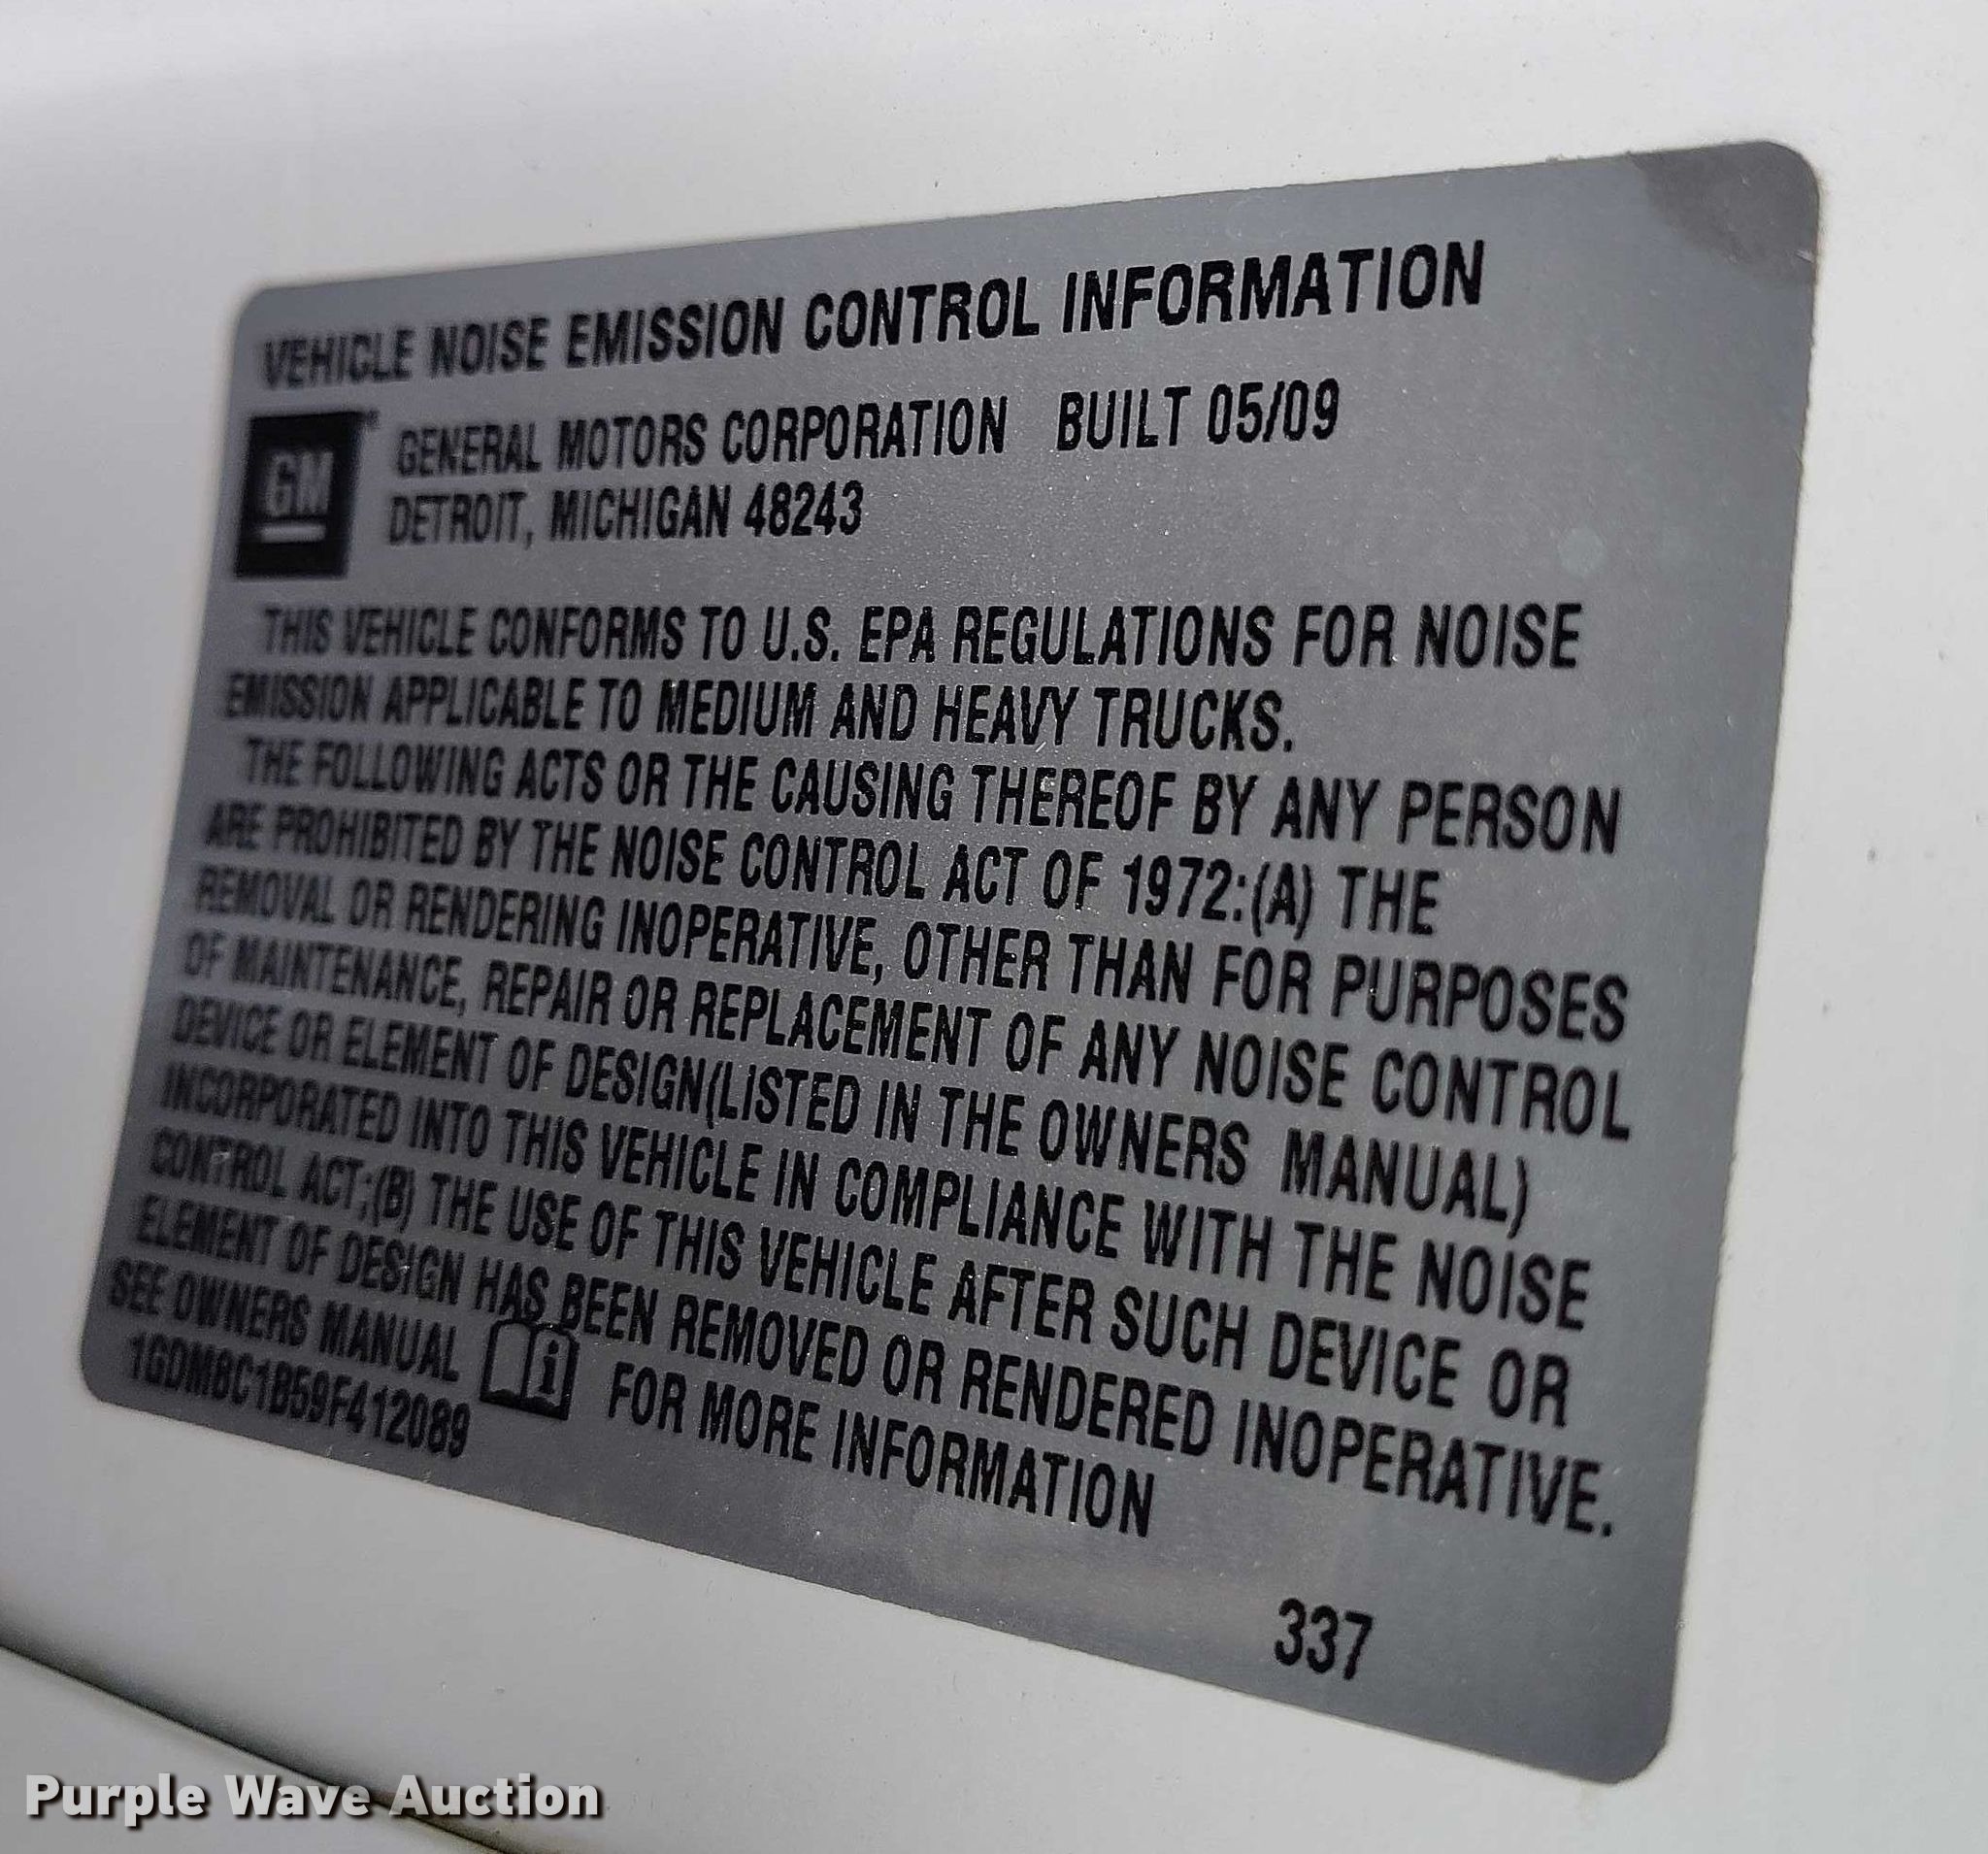 VEHICLE NOISE EMISSION CONTROL INFORMATION
GM ®
GENERAL MOTORS CORPORATION BUILT 05/09
DETROIT, MICHIGAN 48243
THIS VEHICLE CONFORMS TO U.S. EPA REGULATIONS FOR NOISE
EMISSION APPLICABLE TO MEDIUM AND HEAVY TRUCKS.
THE FOLLOWING ACTS OR THE CAUSING THEREOF BY ANY PERSON
ARE PROHIBITED BY THE NOISE CONTROL ACT OF 1972:(A) THE
REMOVAL OR RENDERING INOPERATIVE, OTHER THAN FOR PURPOSES
OF MAINTENANCE, REPAIR OR REPLACEMENT OF ANY NOISE CONTROL
DEVICE OR ELEMENT OF DESIGN(LISTED IN THE OWNERS MANUAL)
INCORPORATED INTO THIS VEHICLE IN COMPLIANCE WITH THE NOISE
CONTROL ACT;(B) THE USE OF THIS VEHICLE AFTER SUCH DEVICE OR
ELEMENT OF DESIGN HAS BEEN REMOVED OR RENDERED INOPERATIVE.
SEE OWNERS MANUAL i FOR MORE INFORMATION
1GDM8C1B59F412089
337
Purple Wave Auction